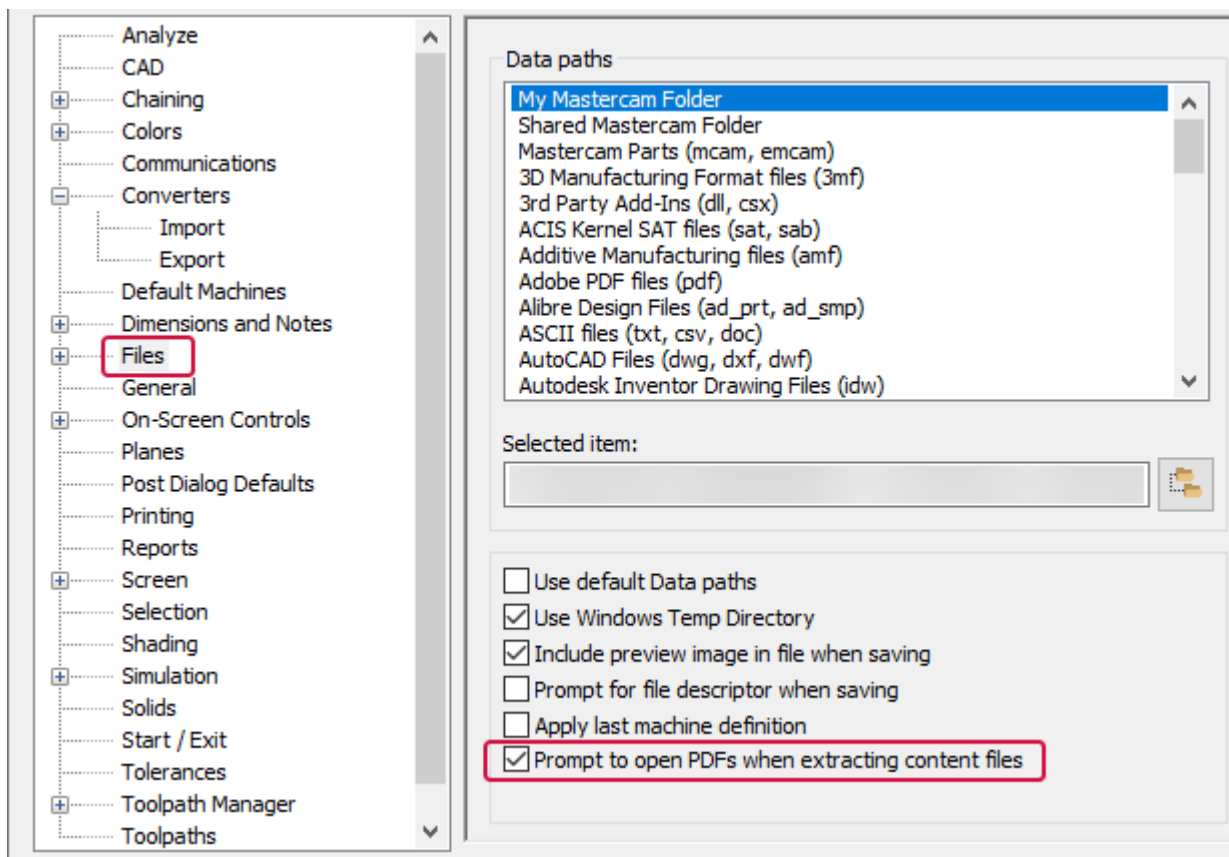 Analyze
CAD
Chaining
Colors
Communications
Converters
Import
Export
Default Machines
Dimensions and Notes
Files
General
On-Screen Controls
Planes
Post Dialog Defaults
Printing
Reports
Screen
Selection
Shading
Simulation
Solids
Start / Exit
Tolerances
Toolpath Manager
Toolpaths
Data paths
My Mastercam Folder
Shared Mastercam Folder
Mastercam Parts (mcam, emcam)
3D Manufacturing Format files (3mf)
3rd Party Add-Ins (dll, csx)
ACIS Kernel SAT files (sat, sab)
Additive Manufacturing files (amf)
Adobe PDF files (pdf)
Alibre Design Files (ad_prt, ad_smp)
ASCII files (txt, csv, doc)
AutoCAD Files (dwg, dxf, dwf)
Autodesk Inventor Drawing Files (idw)
Selected item:
Use default Data paths
Use Windows Temp Directory
Include preview image in file when saving
Prompt for file descriptor when saving
Apply last machine definition
Prompt to open PDFs when extracting content files